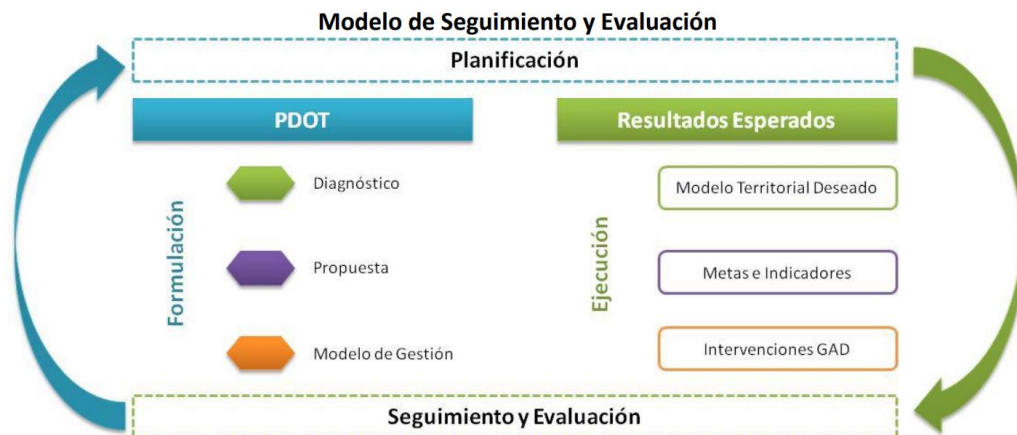 Modelo de Seguimiento y Evaluación
Planificación
PDOT
Resultados Esperados
Formulación
Diagnóstico
Propuesta
Modelo de Gestión
Ejecución
Modelo Territorial Deseado
Metas e Indicadores
Intervenciones GAD
Seguimiento y Evaluación